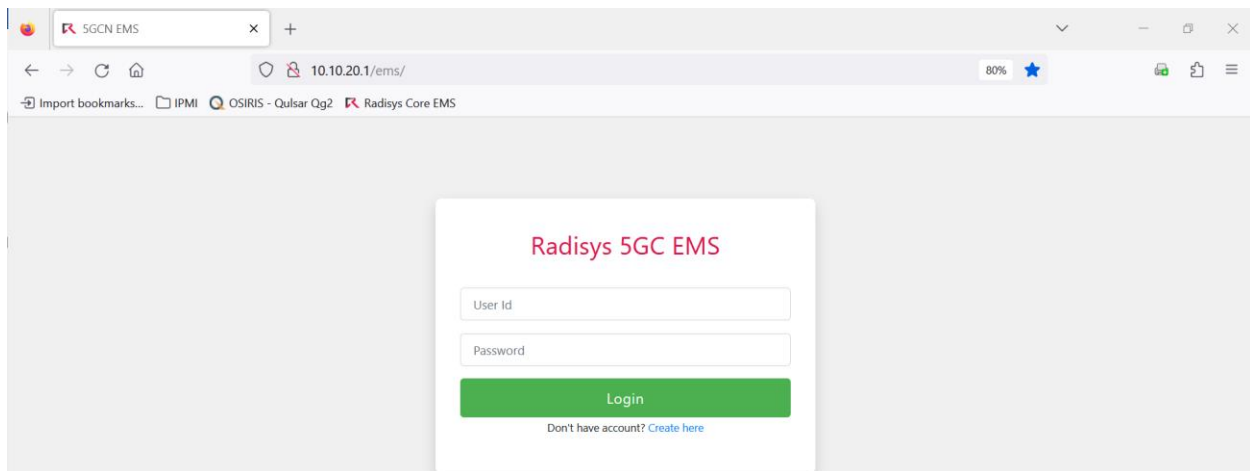 5GCN EMS
10.10.20.1/ems/ 80%
Import bookmarks... IPMI OSIRIS - Qulsar Qg2 Radisys Core EMS
Radisys 5GC EMS
User Id
Password
Login
Don't have account? Create here